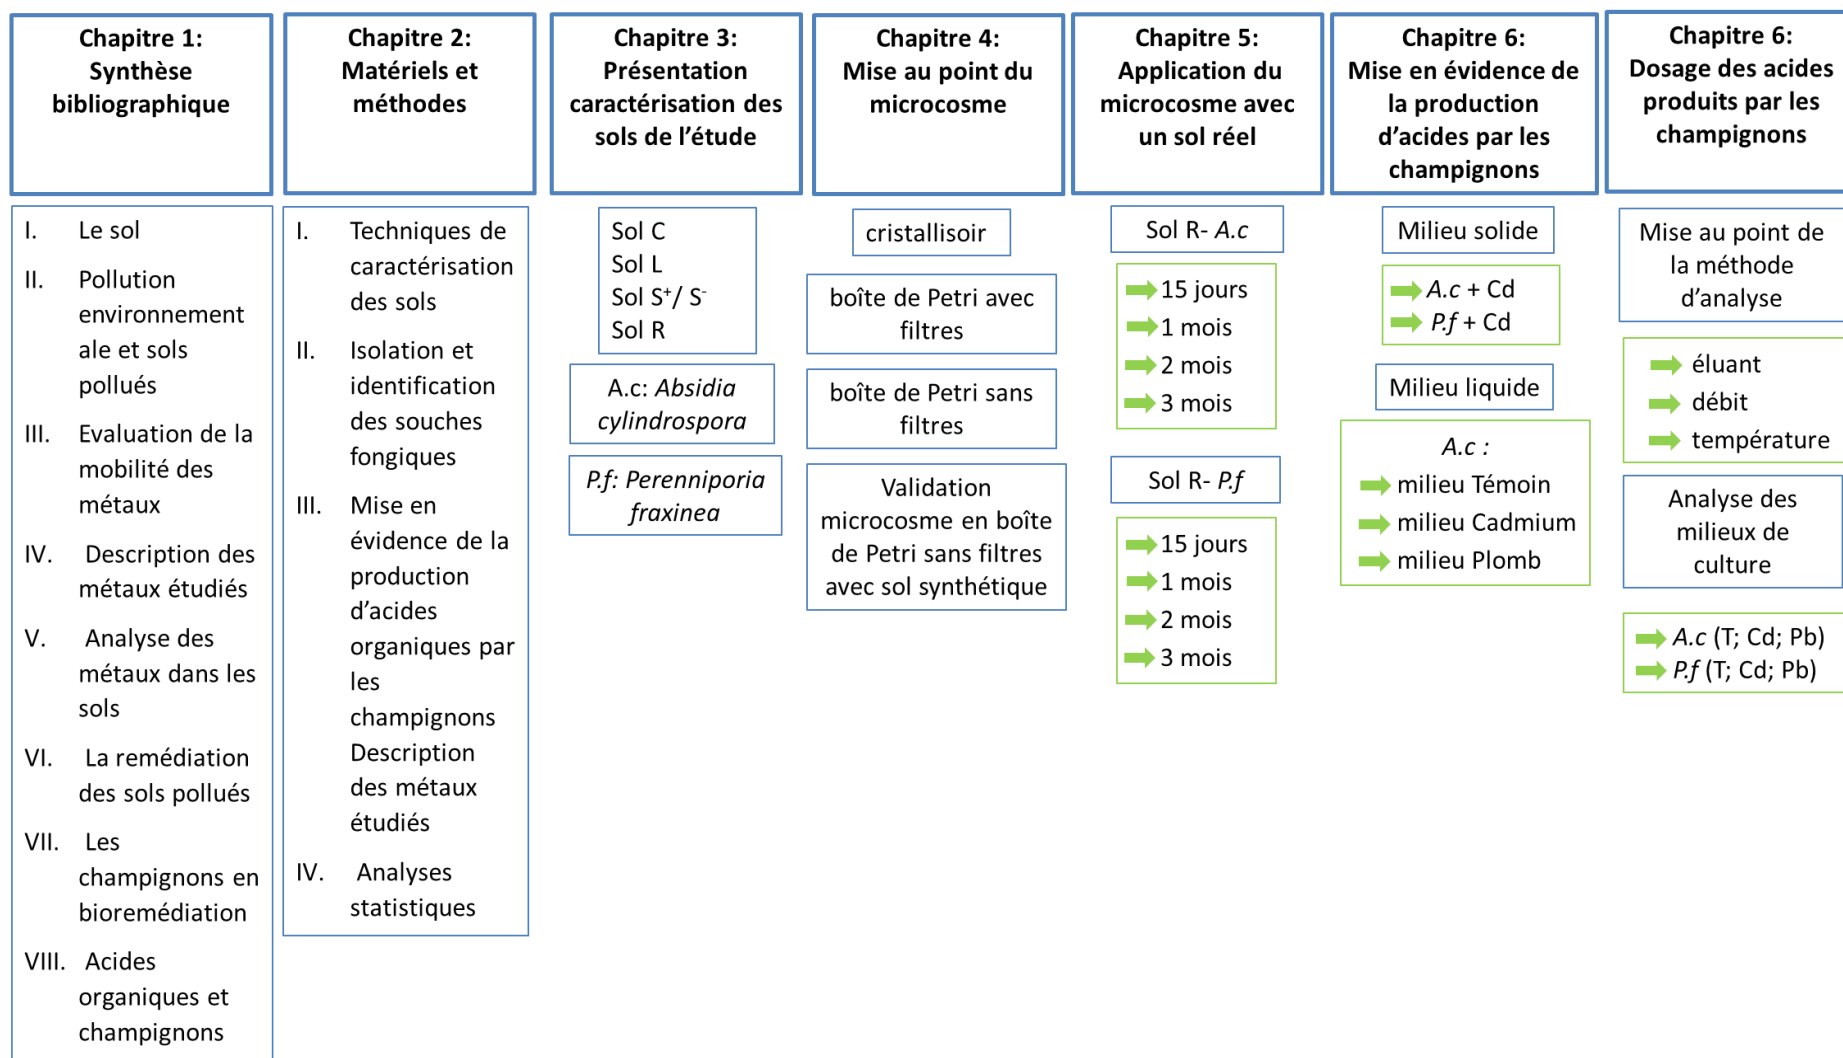 Chapitre 1:
Synthèse
bibliographique
I. Le sol
II. Pollution
environnement
ale et sols
pollués
III. Evaluation de la
mobilité des
métaux
IV. Description des
métaux étudiés
V. Analyse des
métaux dans les
sols
VI. La remédiation
des sols pollués
VII. Les
champignons en
bioremédiation
VIII. Acides
organiques et
champignons
Chapitre 2:
Matériels et
méthodes
I. Techniques de
caractérisation
des sols
II. Isolation et
identification
des souches
fongiques
III. Mise en
évidence de la
production
d’acides
organiques par
les
champignons
Description
des métaux
étudiés
IV. Analyses
statistiques
Chapitre 3:
Présentation
caractérisation des
sols de l’étude
Sol C
Sol L
Sol S⁺/ S⁻
Sol R
A.c: Absidia
cylindrospora
P.f: Perenniporia
fraxinea
Chapitre 4:
Mise au point du
microcosme
cristallisoir
boîte de Petri avec
filtres
boîte de Petri sans
filtres
Validation
microcosme en boîte
de Petri sans filtres
avec sol synthétique
Chapitre 5:
Application du
microcosme avec
un sol réel
Sol R- A.c
15 jours
1 mois
2 mois
3 mois
Sol R- P.f
15 jours
1 mois
2 mois
3 mois
Chapitre 6:
Mise en évidence de
la production
d’acides par les
champignons
Milieu solide
A.c + Cd
P.f + Cd
Milieu liquide
A.c :
milieu Témoin
milieu Cadmium
milieu Plomb
Chapitre 6:
Dosage des acides
produits par les
champignons
Mise au point de
la méthode
d’analyse
éluant
débit
température
Analyse des
milieux de
culture
A.c (T; Cd; Pb)
P.f (T; Cd; Pb)